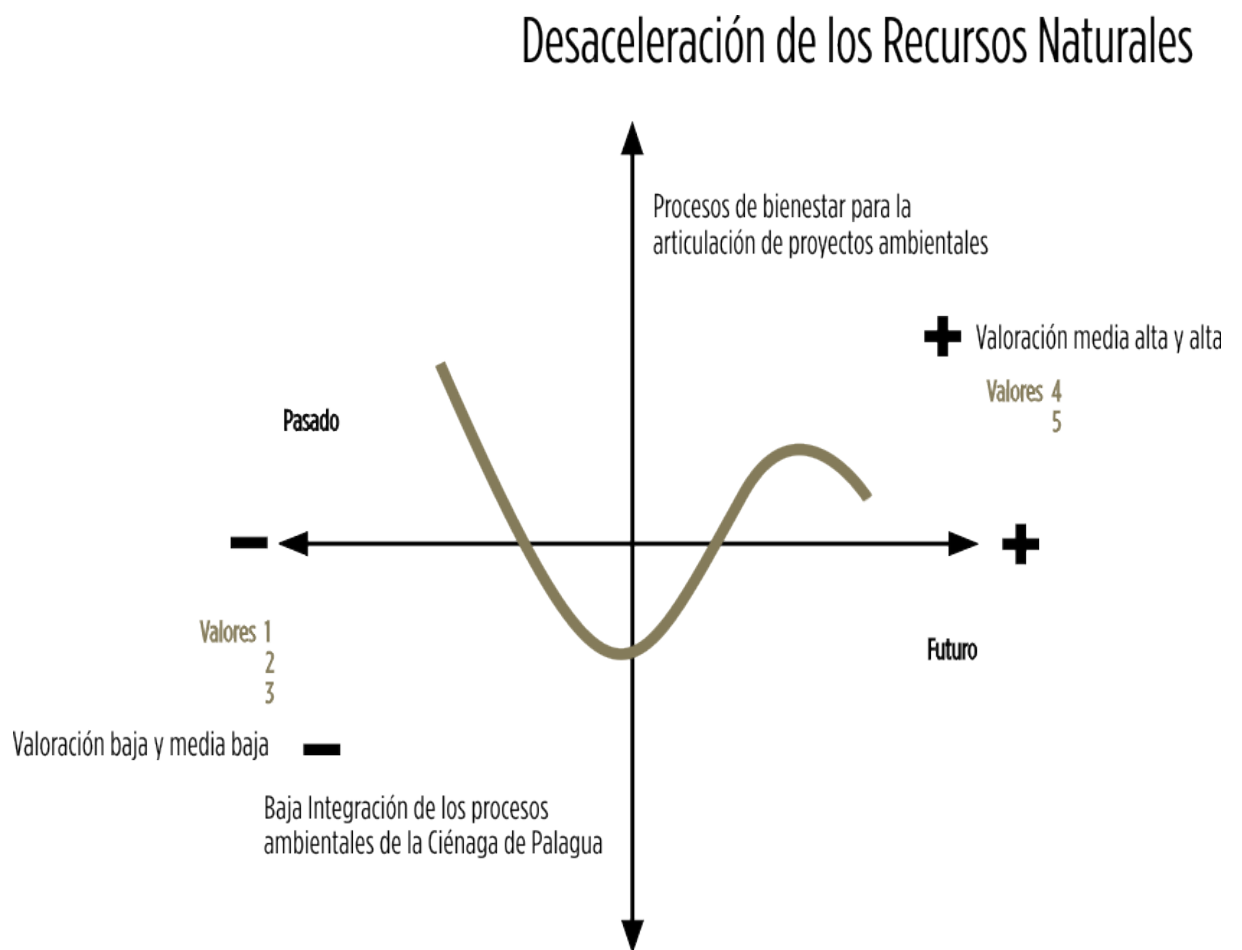 Desaceleración de los Recursos Naturales
Procesos de bienestar para la
articulación de proyectos ambientales
+ Valoración media alta y alta
Valores 4
5
Pasado
- +
Valores 1
2
3
Futuro
Valoración baja y media baja -
Baja Integración de los procesos
ambientales de la Ciénaga de Palagua